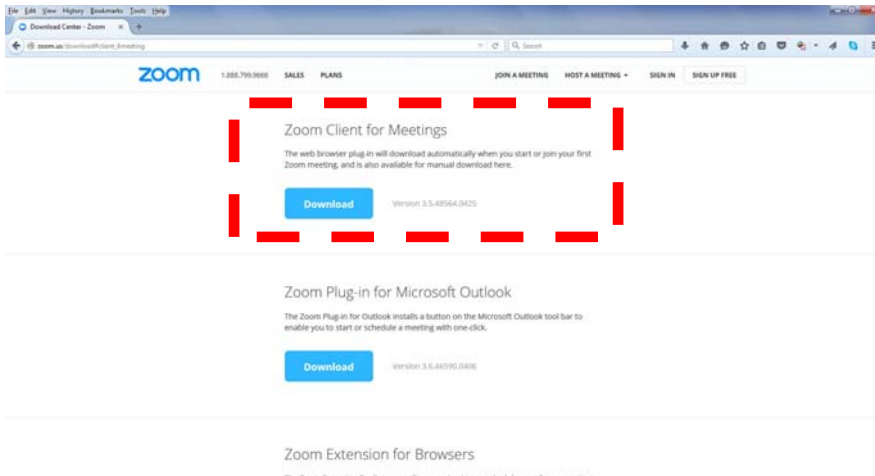 File Edit View History Bookmarks Tools Help
Download Center - Zoom × +
zoom.us/download#client_4meeting Search
zoom 1.888.799.9666 SALES PLANS JOIN A MEETING HOST A MEETING SIGN IN SIGN UP FREE
Zoom Client for Meetings
The web browser plug-in will download automatically when you start or join your first
Zoom meeting, and is also available for manual download here.
Download Version 3.5.48564.0425
Zoom Plug-in for Microsoft Outlook
The Zoom Plug-in for Outlook installs a button on the Microsoft Outlook tool bar to
enable you to start or schedule a meeting with one-click.
Download Version 3.6.46590.0406
Zoom Extension for Browsers